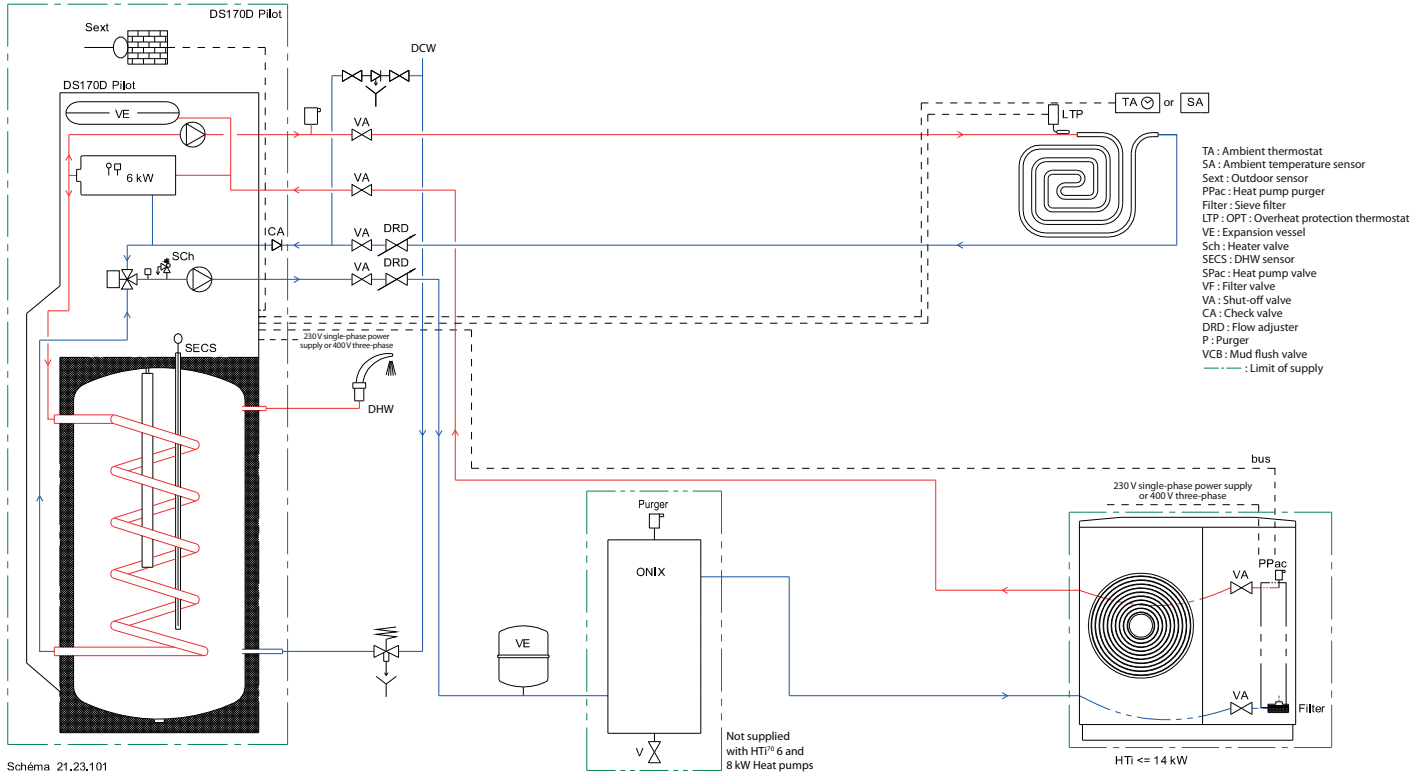 DS170D Pilot
Sext
DCW
DS170D Pilot
VE
VA
LTP
TA or SA
6 kW
VA
CA
VA
DRD
SCh
VA
DRD
SECS
230 V single-phase power
supply or 400 V three-phase
DHW
TA : Ambient thermostat
SA : Ambient temperature sensor
Sext : Outdoor sensor
PPac : Heat pump purger
Filter : Sieve filter
LTP : OPT : Overheat protection thermostat
VE : Expansion vessel
Sch : Heater valve
SECS : DHW sensor
SPac : Heat pump valve
VF : Filter valve
VA : Shut-off valve
CA : Check valve
DRD : Flow adjuster
P : Purger
VCB : Mud flush valve
: Limit of supply
bus
230 V single-phase power supply
or 400 V three-phase
Purger
ONIX
VE
V
Not supplied
with HTi⁷⁰ 6 and
8 kW Heat pumps
PPac
VA
VA
Filter
HTi <= 14 kW
Schéma 21.23.101